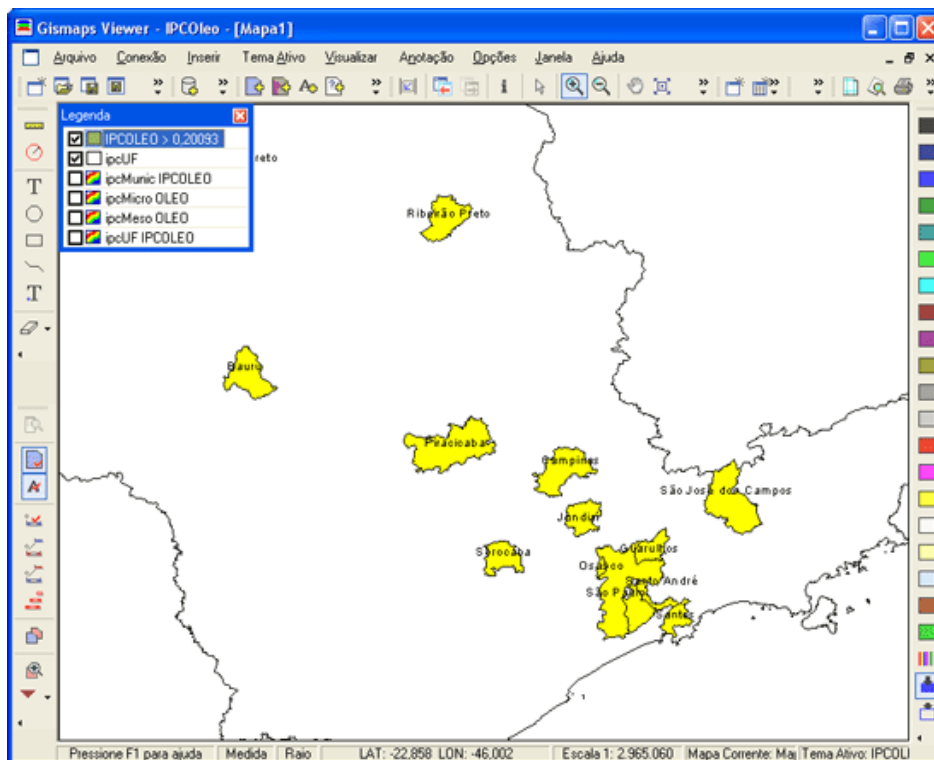 Gismaps Viewer - IPCOleo - [Mapa1]
Arquivo Conexão Inserir Tema Ativo Visualizar Anotação Opções Janela Ajuda
Legenda
IPCOLEO > 0,20093
ipcUF
reto
ipcMunic IPCOLEO
ipcMicro OLEO
ipcMeso OLEO
ipcUF IPCOLEO
Ribeirão Preto
Bauru
Piracicaba
Campinas
São José dos Campos
Jundiaí
Sorocaba
Guarulhos
Osasco
Santo André
São Paulo
Santos
1
Pressione F1 para ajuda Medida Raio LAT: -22,858 LON: -46,002 Escala 1: 2.965.060 Mapa Corrente: Ma Tema Ativo: IPCOL